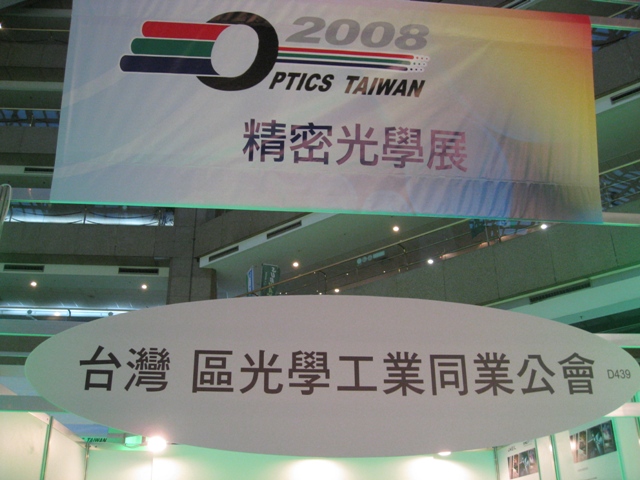 2008
OPTICS TAIWAN
精密光學展
台灣 區光學工業同業公會 D439
TAIWAN